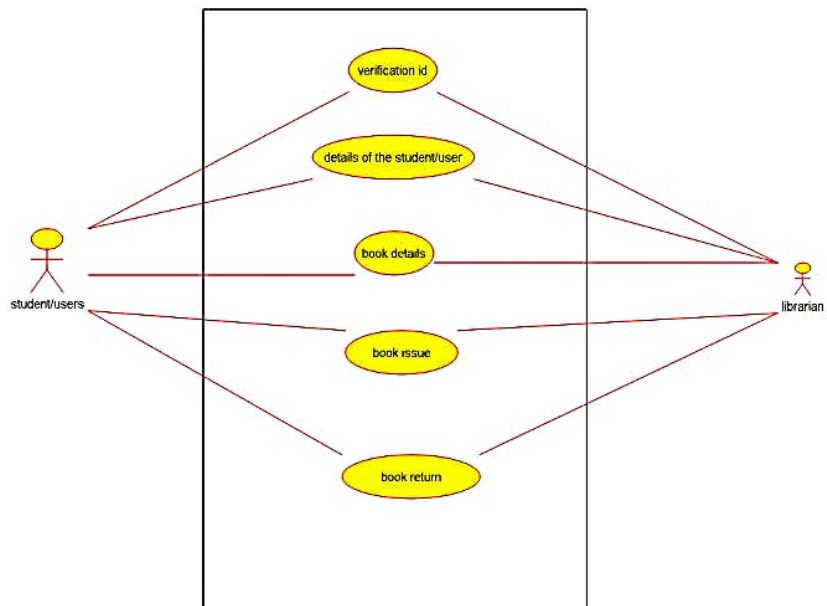 verification id
details of the student/user
book details
student/users
librarian
book issue
book return